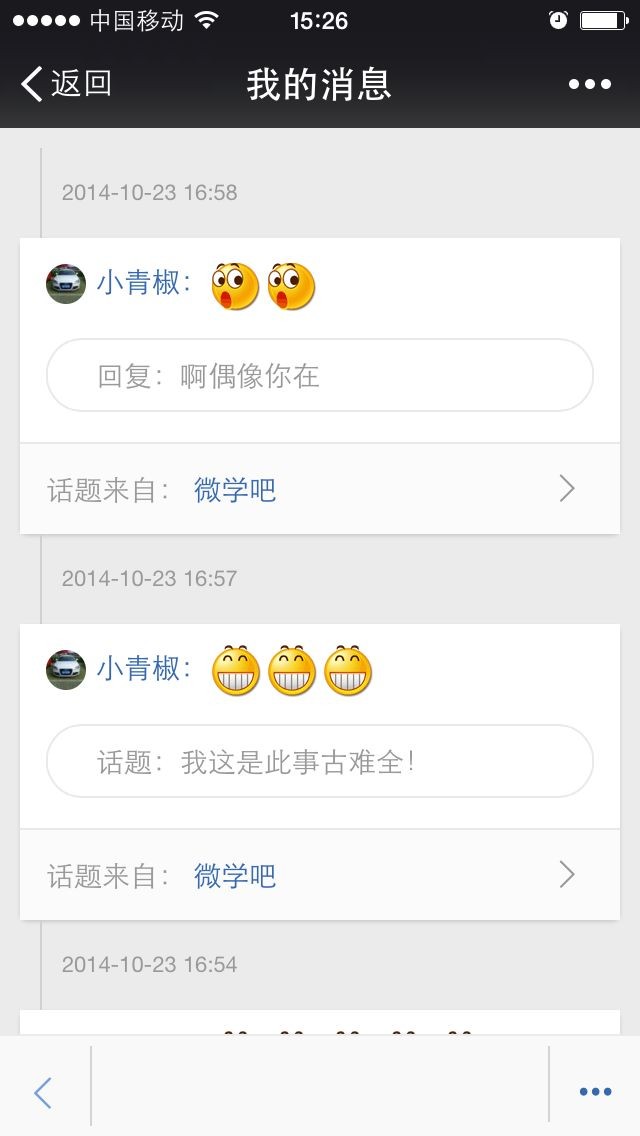 中国移动 15:26
返回 我的消息
2014-10-23 16:58
小青椒：
回复：啊偶像你在
话题来自： 微学吧
2014-10-23 16:57
小青椒：
话题：我这是此事古难全！
话题来自： 微学吧
2014-10-23 16:54